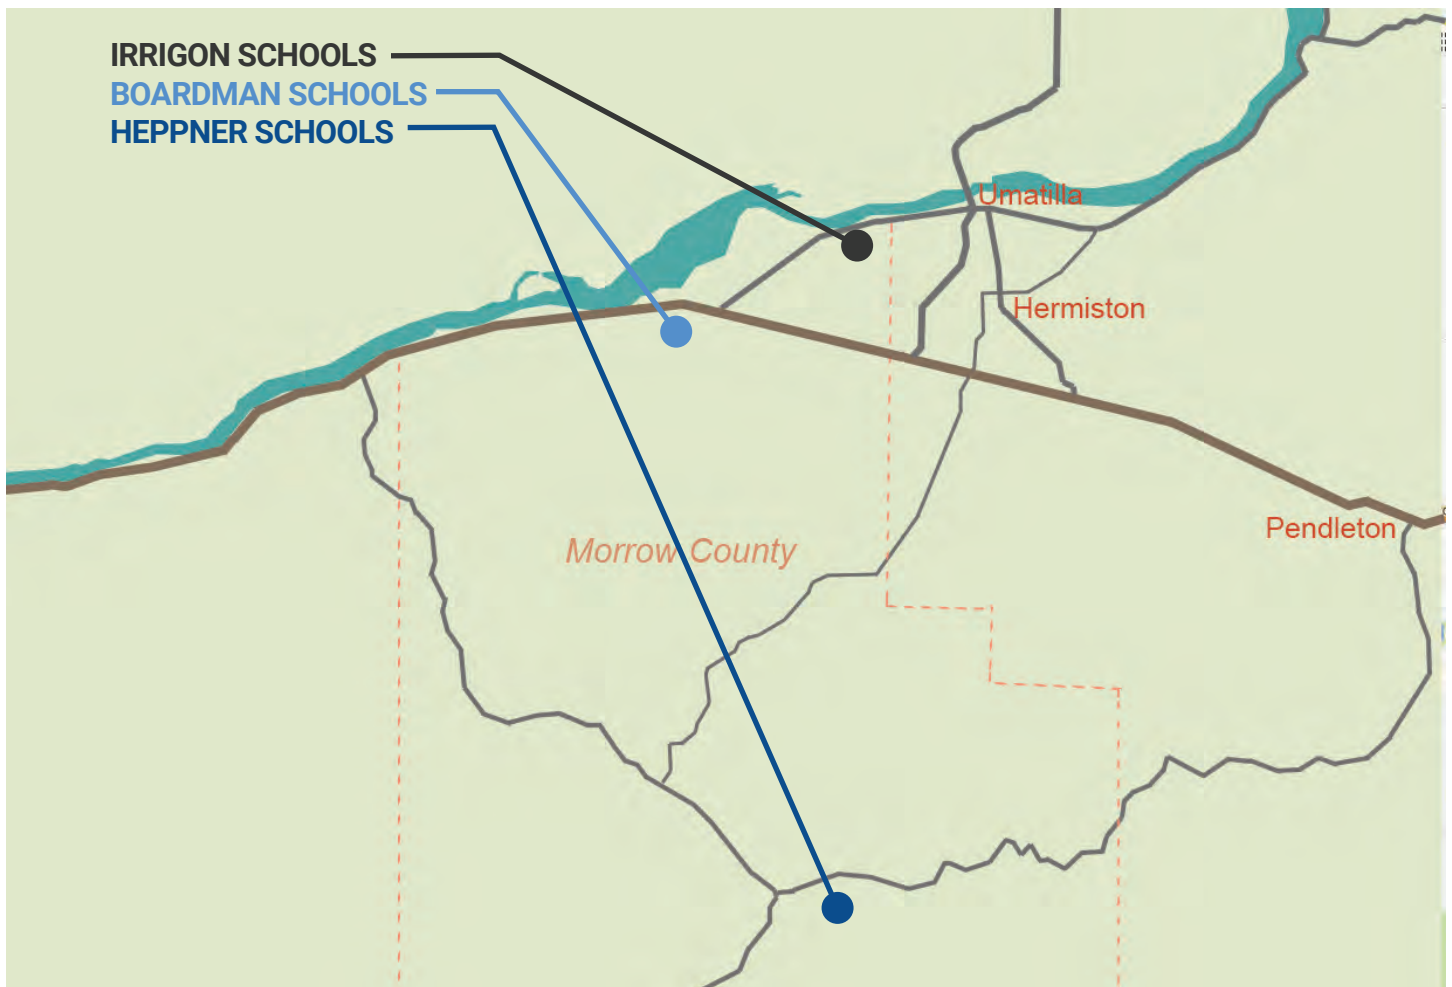 IRRIGON SCHOOLS
BOARDMAN SCHOOLS
HEPPNER SCHOOLS
Umatilla
Hermiston
Pendleton
Morrow County